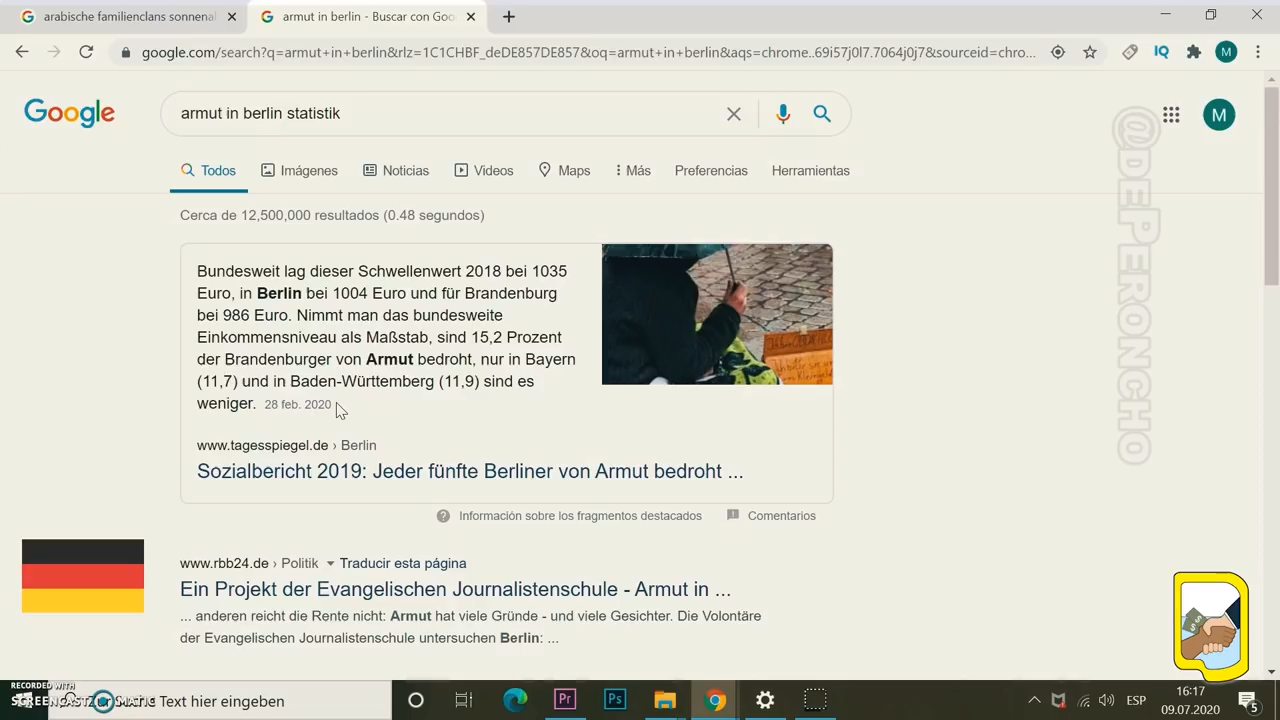 arabische familienclans sonnenal
armut in berlin - Buscar con Goo
google.com/search?q=armut+in+berlin&rlz=1C1CHBF_deDE857DE857&oq=armut+in+berlin&aqs=chrome..69i57j0l7.7064j0j7&sourceid=chro...
IQ
M
Google
armut in berlin statistik
M
Todos
Imágenes
Noticias
Videos
Maps
Más
Preferencias
Herramientas
Cerca de 12,500,000 resultados (0.48 segundos)
Bundesweit lag dieser Schwellenwert 2018 bei 1035
Euro, in Berlin bei 1004 Euro und für Brandenburg
bei 986 Euro. Nimmt man das bundesweite
Einkommensniveau als Maßstab, sind 15,2 Prozent
der Brandenburger von Armut bedroht, nur in Bayern
(11,7) und in Baden-Württemberg (11,9) sind es
weniger. 28 feb. 2020
www.tagesspiegel.de › Berlin
Sozialbericht 2019: Jeder fünfte Berliner von Armut bedroht ...
Información sobre los fragmentos destacados
Comentarios
www.rbb24.de › Politik
Traducir esta página
Ein Projekt der Evangelischen Journalistenschule - Armut in ...
... anderen reicht die Rente nicht: Armut hat viele Gründe - und viele Gesichter. Die Volontäre
der Evangelischen Journalistenschule untersuchen Berlin: ...
@DEPERONCHO
RECORDED WITH
SCREENCAST-O-MATIC
Text hier eingeben
Pr
Ps
ESP
16:17
09.07.2020
5